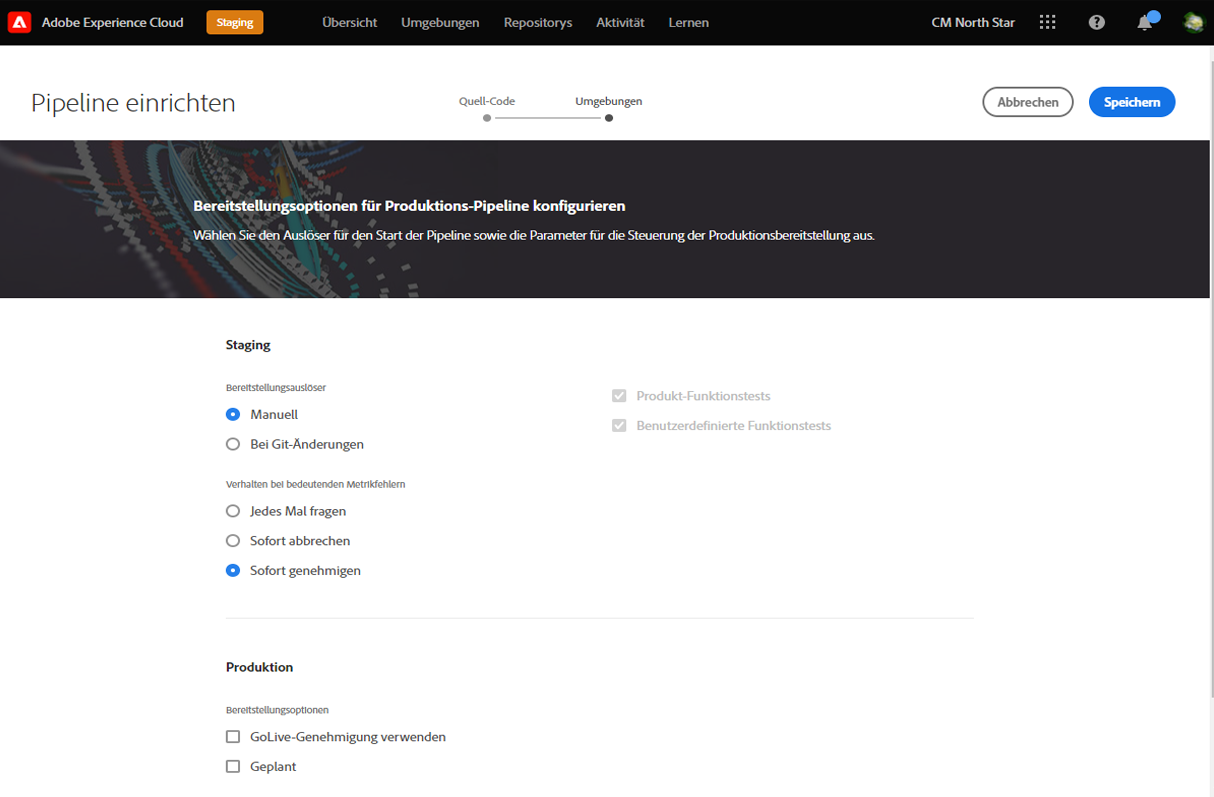 Adobe Experience Cloud
Staging
Übersicht
Umgebungen
Repositorys
Aktivität
Lernen
CM North Star
Pipeline einrichten
Quell-Code
Umgebungen
Abbrechen
Speichern
Bereitstellungsoptionen für Produktions-Pipeline konfigurieren
Wählen Sie den Auslöser für den Start der Pipeline sowie die Parameter für die Steuerung der Produktionsbereitstellung aus.
Staging
Bereitstellungsauslöser
Manuell
Bei Git-Änderungen
Produkt-Funktionstests
Benutzerdefinierte Funktionstests
Verhalten bei bedeutenden Metrikfehlern
Jedes Mal fragen
Sofort abbrechen
Sofort genehmigen
Produktion
Bereitstellungsoptionen
GoLive-Genehmigung verwenden
Geplant